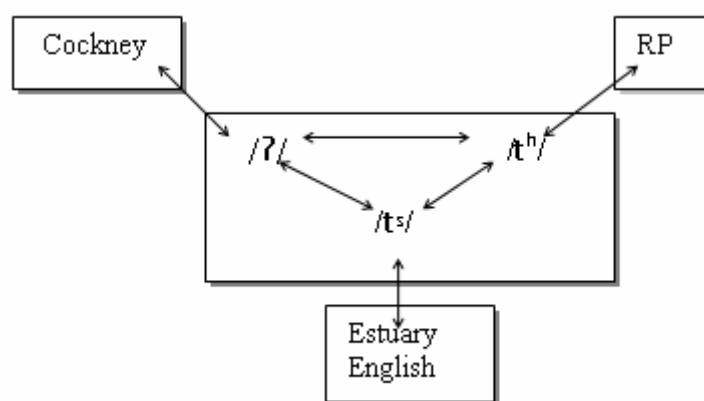 Cockney
RP
/ʔ/
/tʰ/
/tˢ/
Estuary
English